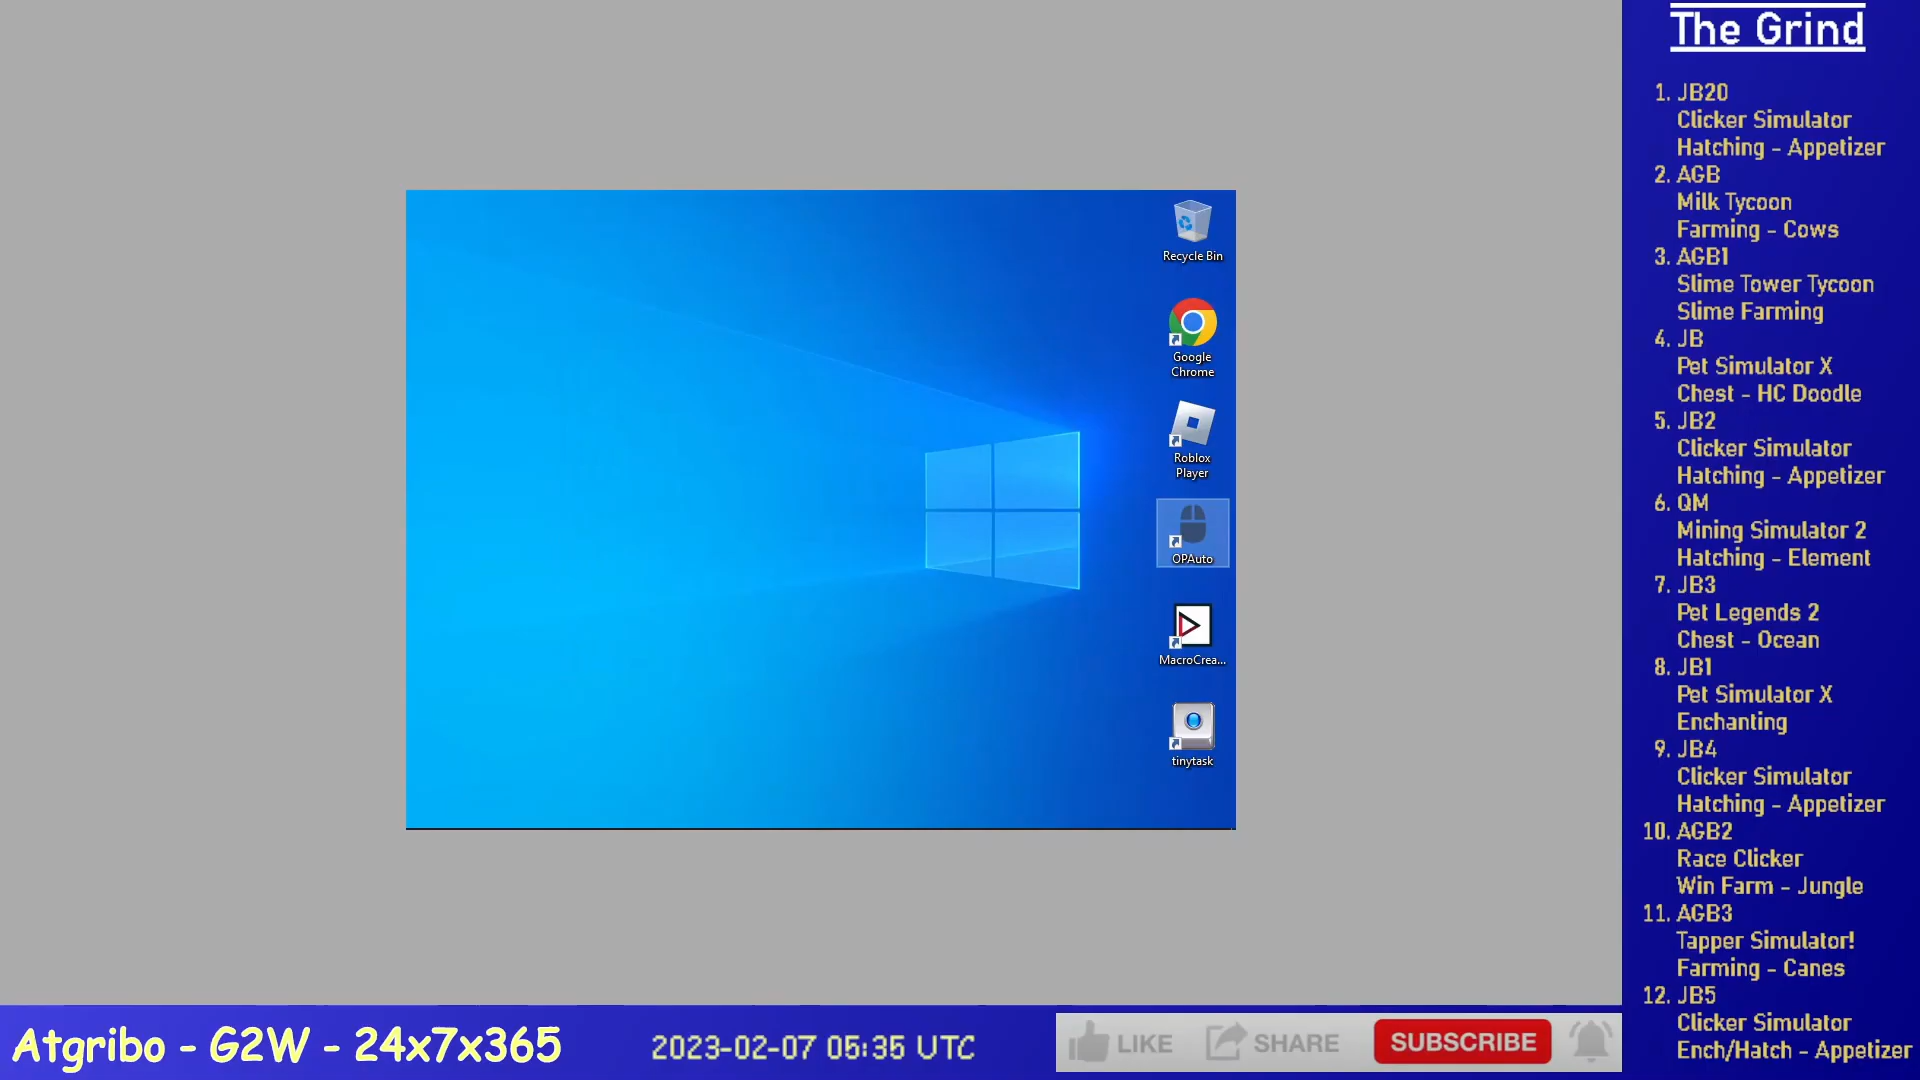 The Grind
1. JB20
Clicker Simulator
Hatching - Appetizer
2. AGB
Milk Tycoon
Farming - Cows
3. AGB1
Slime Tower Tycoon
Slime Farming
4. JB
Pet Simulator X
Chest - HC Doodle
5. JB2
Clicker Simulator
Hatching - Appetizer
6. QM
Mining Simulator 2
Hatching - Element
7. JB3
Pet Legends 2
Chest - Ocean
8. JB1
Pet Simulator X
Enchanting
9. JB4
Clicker Simulator
Hatching - Appetizer
10. AGB2
Race Clicker
Win Farm - Jungle
11. AGB3
Tapper Simulator!
Farming - Canes
12. JB5
Clicker Simulator
Ench/Hatch - Appetizer
Recycle Bin
Google
Chrome
Roblox
Player
OPAuto
MacroCrea...
tinytask
Atgribo - G2W - 24x7x365
2023-02-07 05:35 UTC
LIKE
SHARE
SUBSCRIBE